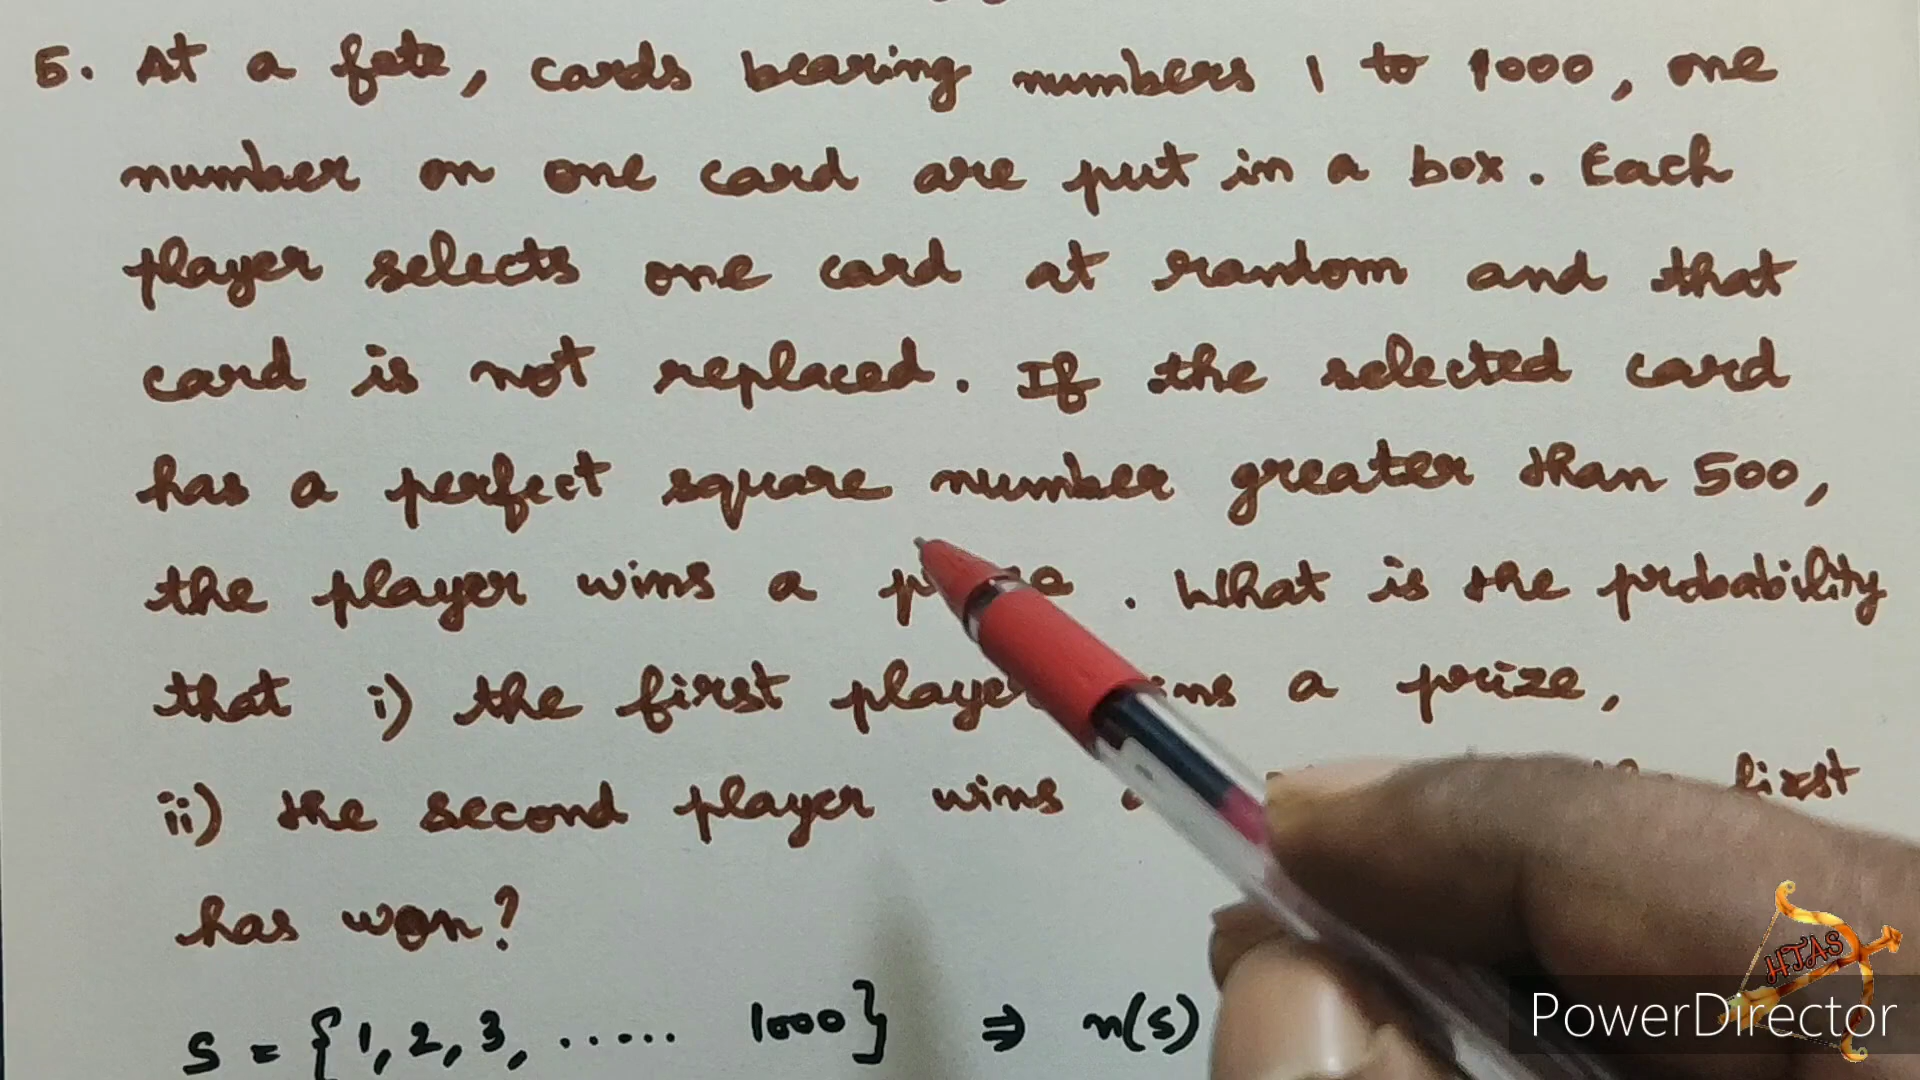 5. At a fete, cards bearing numbers 1 to 1000, one
number on one card are put in a box. Each
player selects one card at random and that
card is not replaced. If the selected card
has a perfect square number greater than 500,
the player wins a . What is the probability
that i) the first player a prize,
ii) the second player wins first
has won?
S = {1, 2, 3, ..... 1000} ⇒ n(S)
HTAS
PowerDirector